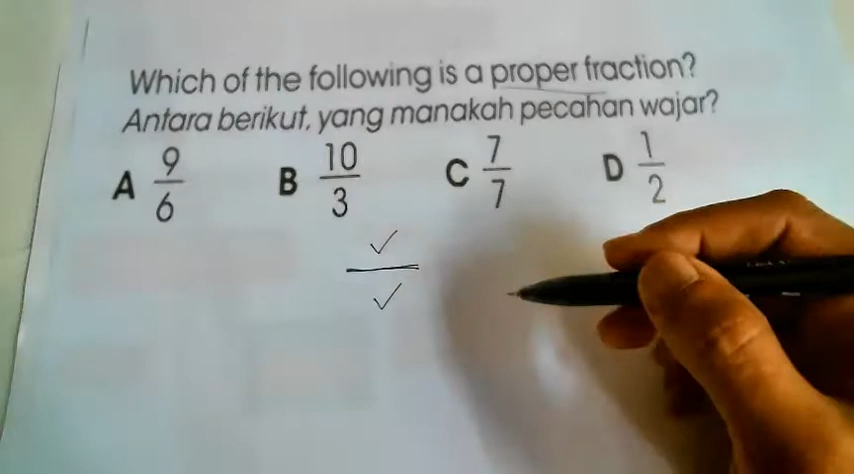 Which of the following is a proper fraction?
Antara berikut, yang manakah pecahan wajar?
A 9/6 B 10/3 C 7/7 D 1/2